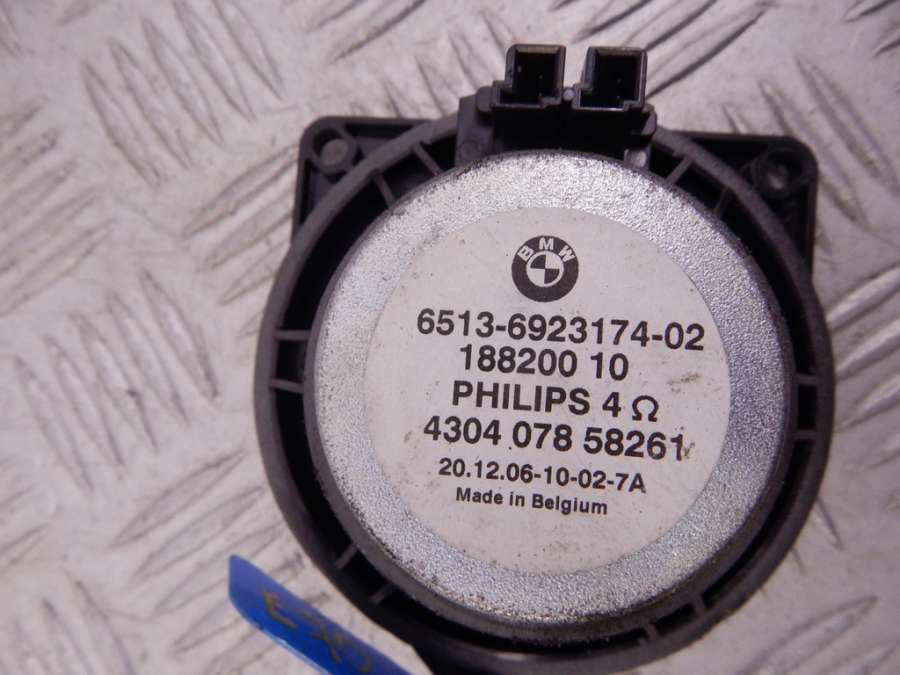 BMW
6513-6923174-02
188200 10
PHILIPS 4 Ω
4304 078 58261
20.12.06-10-02-7A
Made in Belgium